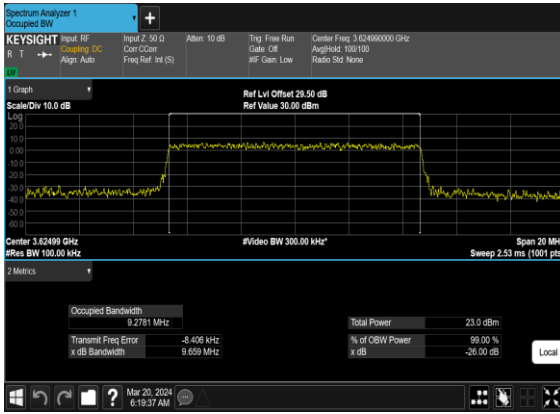 Spectrum Analyzer 1
Occupied BW
+
KEYSIGHT Input: RF Input Z: 50 Ω Atten: 10 dB Trig: Free Run Center Freq: 3.624990000 GHz
R T Coupling: DC Corr CCorr Gate: Off Avg|Hold: 100/100
Align: Auto Freq Ref: Int (S) #IF Gain: Low Radio Std: None
LXI
1 Graph
Ref Lvl Offset 29.50 dB
Scale/Div 10.0 dB Ref Value 30.00 dBm
Log
20.0
10.0
0.00
-10.0
-20.0
-30.0
-40.0
-50.0
-60.0
Center 3.62499 GHz #Video BW 300.00 kHz* Span 20 MH
#Res BW 100.00 kHz Sweep 2.53 ms (1001 pts
2 Metrics
Occupied Bandwidth
9.2781 MHz Total Power 23.0 dBm
Transmit Freq Error -8.406 kHz % of OBW Power 99.00 %
x dB Bandwidth 9.659 MHz x dB -26.00 dB
Local
? Mar 20, 2024
6:19:37 AM